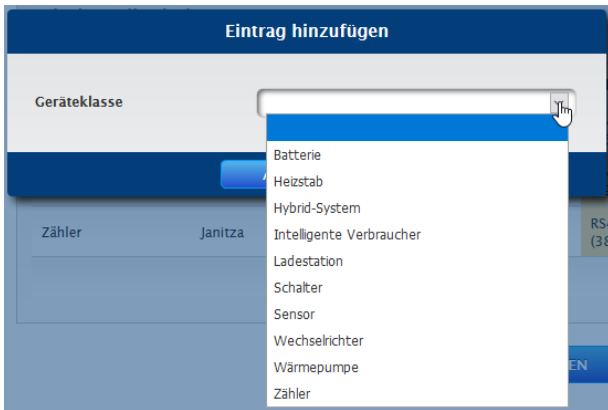 Eintrag hinzufügen
Geräteklasse
Batterie
Heizstab
Hybrid-System
Intelligente Verbraucher
Ladestation
Schalter
Sensor
Wechselrichter
Wärmepumpe
Zähler
Zähler Janitza